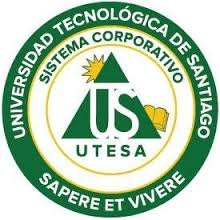 UNIVERSIDAD TECNOLÓGICA DE SANTIAGO
SISTEMA CORPORATIVO
US
UTESA
SAPERE ET VIVERE